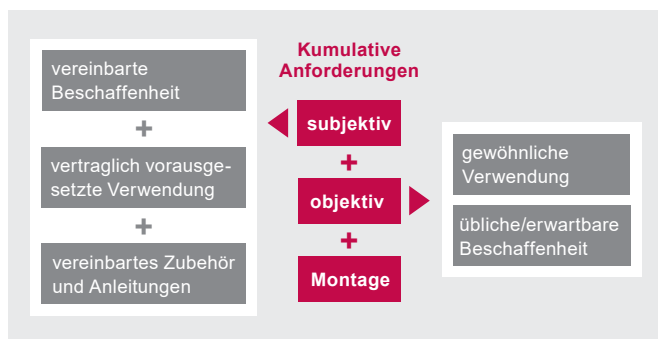 Kumulative
Anforderungen
vereinbarte
Beschaffenheit
+
vertraglich vorausge-
setzte Verwendung
+
vereinbartes Zubehör
und Anleitungen
subjektiv
+
objektiv
+
Montage
gewöhnliche
Verwendung
übliche/erwartbare
Beschaffenheit